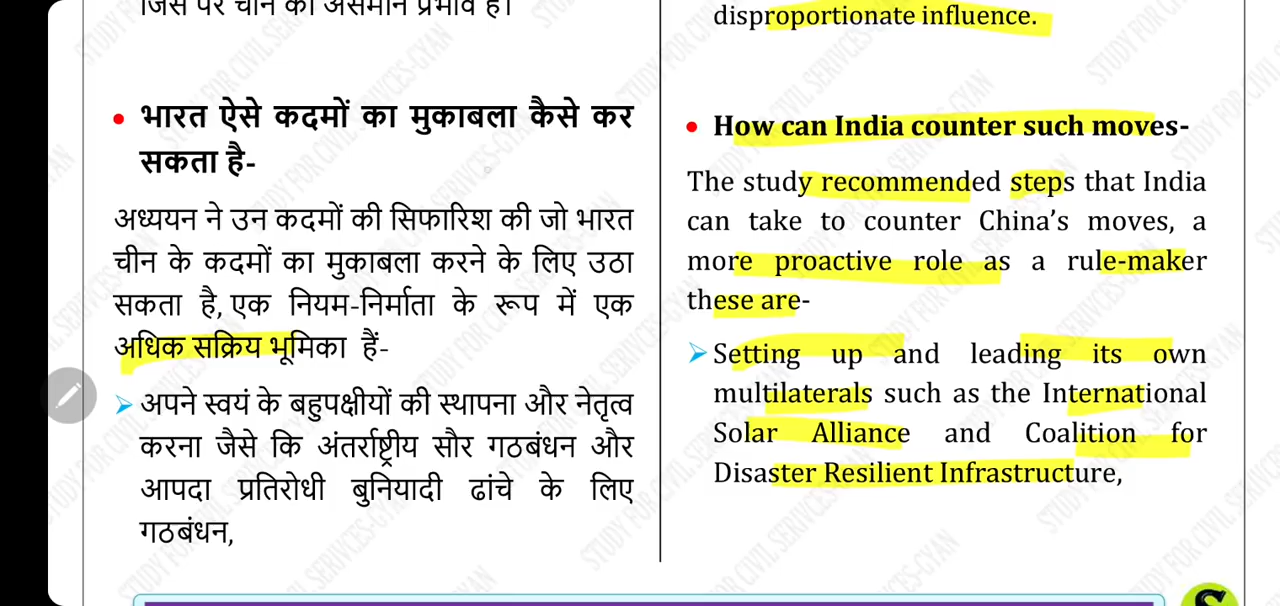 जिस पर चीन का असमान प्रभाव है।
भारत ऐसे कदमों का मुकाबला कैसे कर
सकता है-
अध्ययन ने उन कदमों की सिफारिश की जो भारत
चीन के कदमों का मुकाबला करने के लिए उठा
सकता है, एक नियम-निर्माता के रूप में एक
अधिक सक्रिय भूमिका हैं-
अपने स्वयं के बहुपक्षीयों की स्थापना और नेतृत्व
करना जैसे कि अंतर्राष्ट्रीय सौर गठबंधन और
आपदा प्रतिरोधी बुनियादी ढांचे के लिए
गठबंधन,
disproportionate influence.
How can India counter such moves-
The study recommended steps that India
can take to counter China's moves, a
more proactive role as a rule-maker
these are-
Setting up and leading its own
multilaterals such as the International
Solar Alliance and Coalition for
Disaster Resilient Infrastructure,